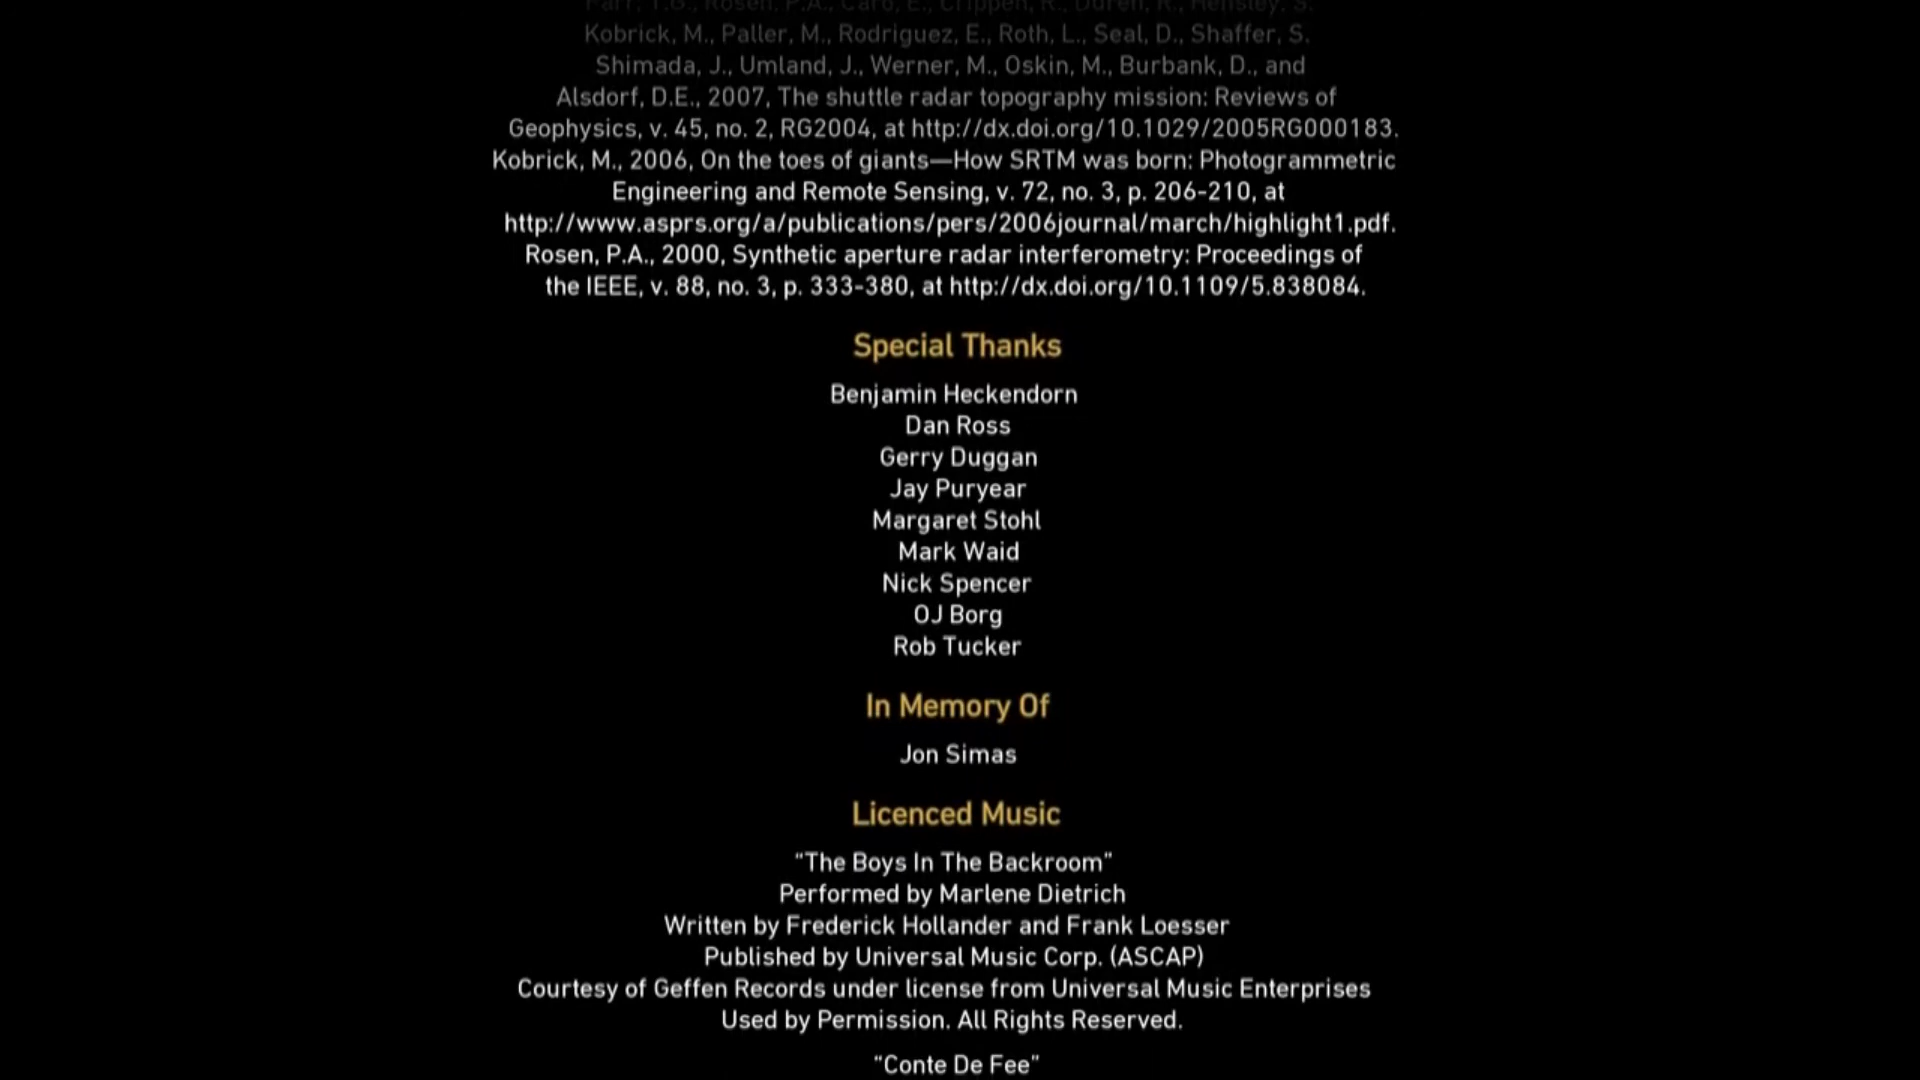 Farr, T.G., Rosen, P.A., Caro, E., Crippen, R., Duren, R., Hensley, S.
Kobrick, M., Paller, M., Rodriguez, E., Roth, L., Seal, D., Shaffer, S.
Shimada, J., Umland, J., Werner, M., Oskin, M., Burbank, D., and
Alsdorf, D.E., 2007, The shuttle radar topography mission: Reviews of
Geophysics, v. 45, no. 2, RG2004, at http://dx.doi.org/10.1029/2005RG000183.
Kobrick, M., 2006, On the toes of giants—How SRTM was born: Photogrammetric
Engineering and Remote Sensing, v. 72, no. 3, p. 206-210, at
http://www.asprs.org/a/publications/pers/2006journal/march/highlight1.pdf.
Rosen, P.A., 2000, Synthetic aperture radar interferometry: Proceedings of
the IEEE, v. 88, no. 3, p. 333-380, at http://dx.doi.org/10.1109/5.838084.
Special Thanks
Benjamin Heckendorn
Dan Ross
Gerry Duggan
Jay Puryear
Margaret Stohl
Mark Waid
Nick Spencer
OJ Borg
Rob Tucker
In Memory Of
Jon Simas
Licenced Music
“The Boys In The Backroom”
Performed by Marlene Dietrich
Written by Frederick Hollander and Frank Loesser
Published by Universal Music Corp. (ASCAP)
Courtesy of Geffen Records under license from Universal Music Enterprises
Used by Permission. All Rights Reserved.
“Conte De Fee”